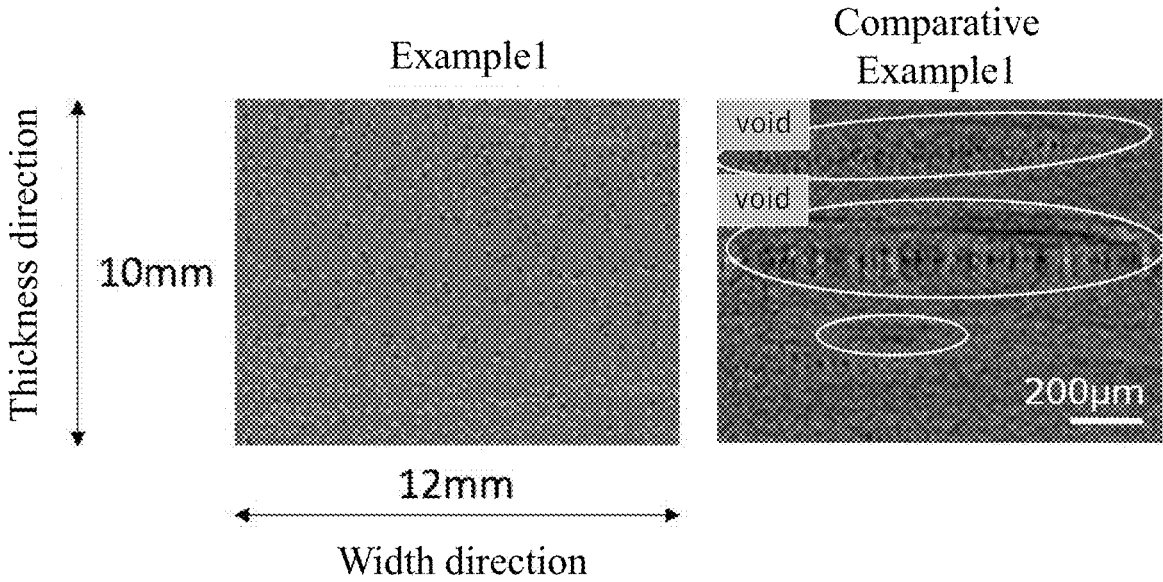 Example1
Comparative
Example1
Thickness direction
10mm
void
void
200μm
12mm
Width direction